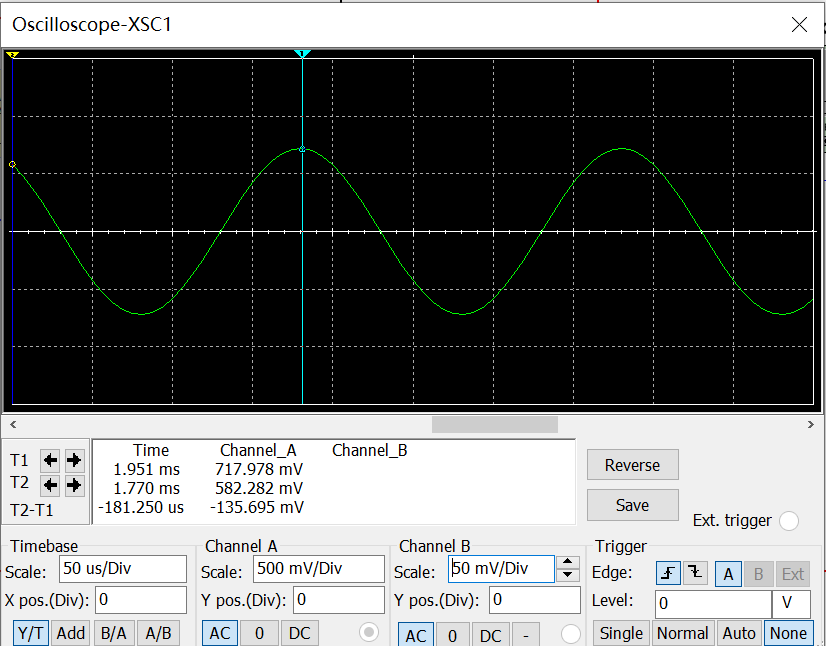 Oscilloscope-XSC1
T1
T2
T2-T1
Time Channel_A Channel_B
1.951 ms 717.978 mV
1.770 ms 582.282 mV
-181.250 us -135.695 mV
Reverse
Save
Ext. trigger
Timebase
Scale: 50 us/Div
X pos.(Div): 0
Y/T Add B/A A/B
Channel A
Scale: 500 mV/Div
Y pos.(Div): 0
AC 0 DC
Channel B
Scale: 50 mV/Div
Y pos.(Div): 0
AC 0 DC -
Trigger
Edge: A B Ext
Level: 0 V
Single Normal Auto None